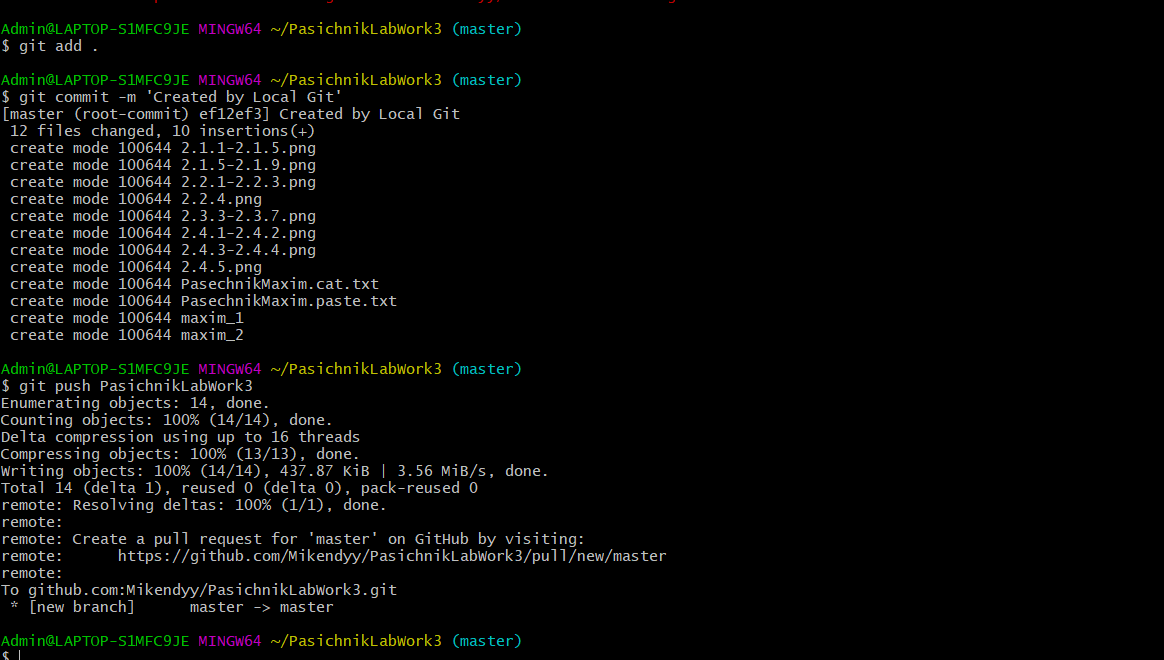 Admin@LAPTOP-S1MFC9JE MINGW64 ~/PasichnikLabWork3 (master)
$ git add .
Admin@LAPTOP-S1MFC9JE MINGW64 ~/PasichnikLabWork3 (master)
$ git commit -m 'Created by Local Git'
[master (root-commit) ef12ef3] Created by Local Git
 12 files changed, 10 insertions(+)
 create mode 100644 2.1.1-2.1.5.png
 create mode 100644 2.1.5-2.1.9.png
 create mode 100644 2.2.1-2.2.3.png
 create mode 100644 2.2.4.png
 create mode 100644 2.3.3-2.3.7.png
 create mode 100644 2.4.1-2.4.2.png
 create mode 100644 2.4.3-2.4.4.png
 create mode 100644 2.4.5.png
 create mode 100644 PasechnikMaxim.cat.txt
 create mode 100644 PasechnikMaxim.paste.txt
 create mode 100644 maxim_1
 create mode 100644 maxim_2
Admin@LAPTOP-S1MFC9JE MINGW64 ~/PasichnikLabWork3 (master)
$ git push PasichnikLabWork3
Enumerating objects: 14, done.
Counting objects: 100% (14/14), done.
Delta compression using up to 16 threads
Compressing objects: 100% (13/13), done.
Writing objects: 100% (14/14), 437.87 KiB | 3.56 MiB/s, done.
Total 14 (delta 1), reused 0 (delta 0), pack-reused 0
remote: Resolving deltas: 100% (1/1), done.
remote:
remote: Create a pull request for 'master' on GitHub by visiting:
remote:      https://github.com/Mikendyy/PasichnikLabWork3/pull/new/master
remote:
To github.com:Mikendyy/PasichnikLabWork3.git
 * [new branch]      master -> master
Admin@LAPTOP-S1MFC9JE MINGW64 ~/PasichnikLabWork3 (master)
$